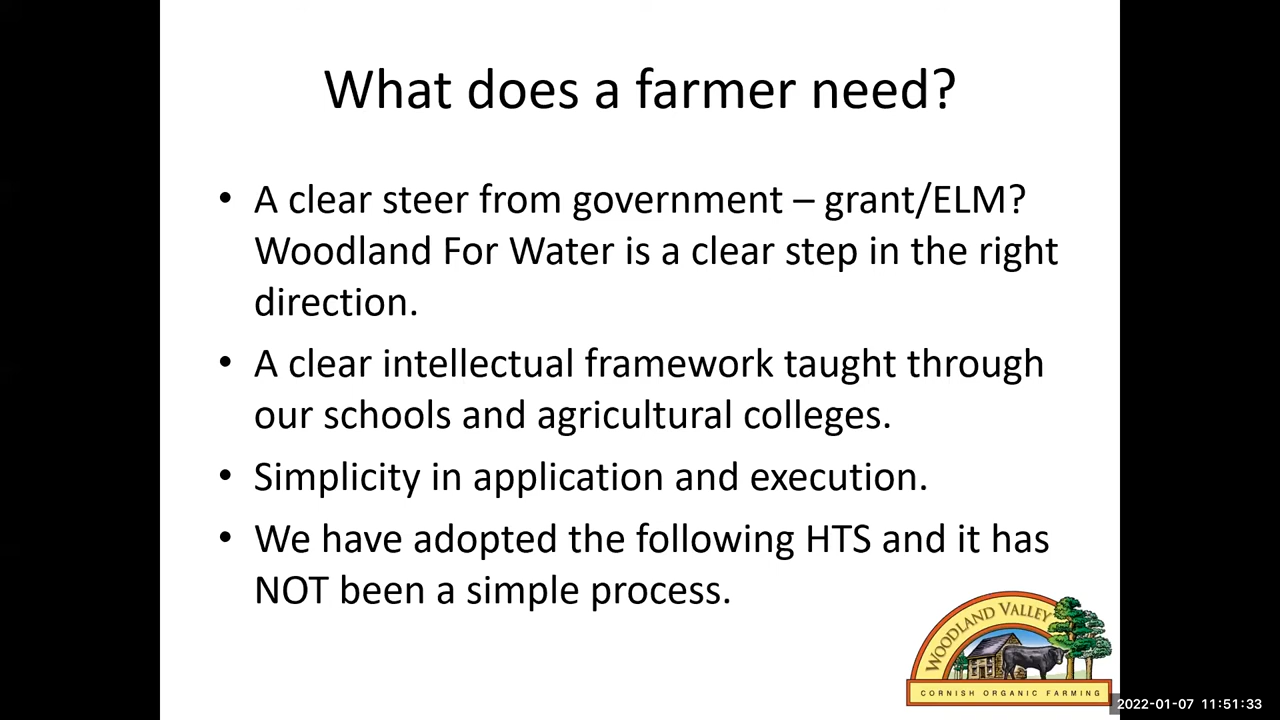 What does a farmer need?
• A clear steer from government – grant/ELM?
Woodland For Water is a clear step in the right
direction.
• A clear intellectual framework taught through
our schools and agricultural colleges.
• Simplicity in application and execution.
• We have adopted the following HTS and it has
NOT been a simple process.
WOODLAND VALLEY
CORNISH ORGANIC FARMING
2022-01-07 11:51:33